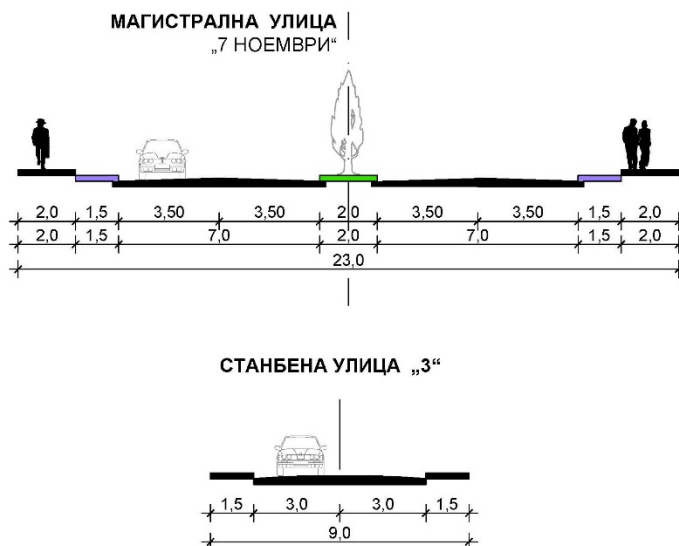 МАГИСТРАЛНА УЛИЦА
„7 НОЕМВРИ“
2,0 1,5 3,50 3,50 2,0 3,50 3,50 1,5 2,0
2,0 1,5 7,0 2,0 7,0 1,5 2,0
23,0
СТАНБЕНА УЛИЦА „3“
1,5 3,0 3,0 1,5
9,0